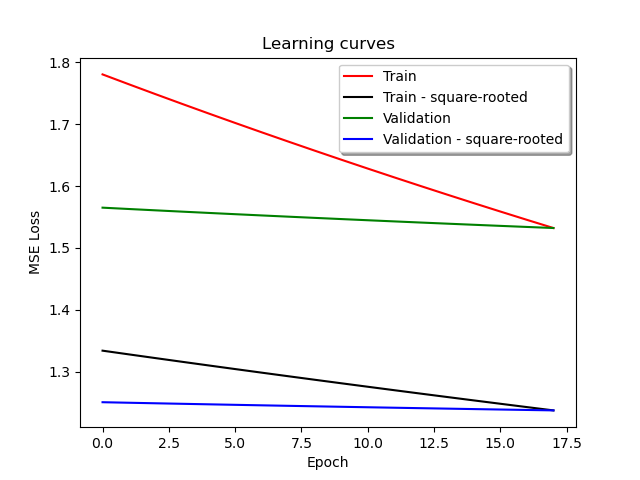 Learning curves
MSE Loss
1.8
1.7
1.6
1.5
1.4
1.3
Train
Train - square-rooted
Validation
Validation - square-rooted
0.0 2.5 5.0 7.5 10.0 12.5 15.0 17.5
Epoch